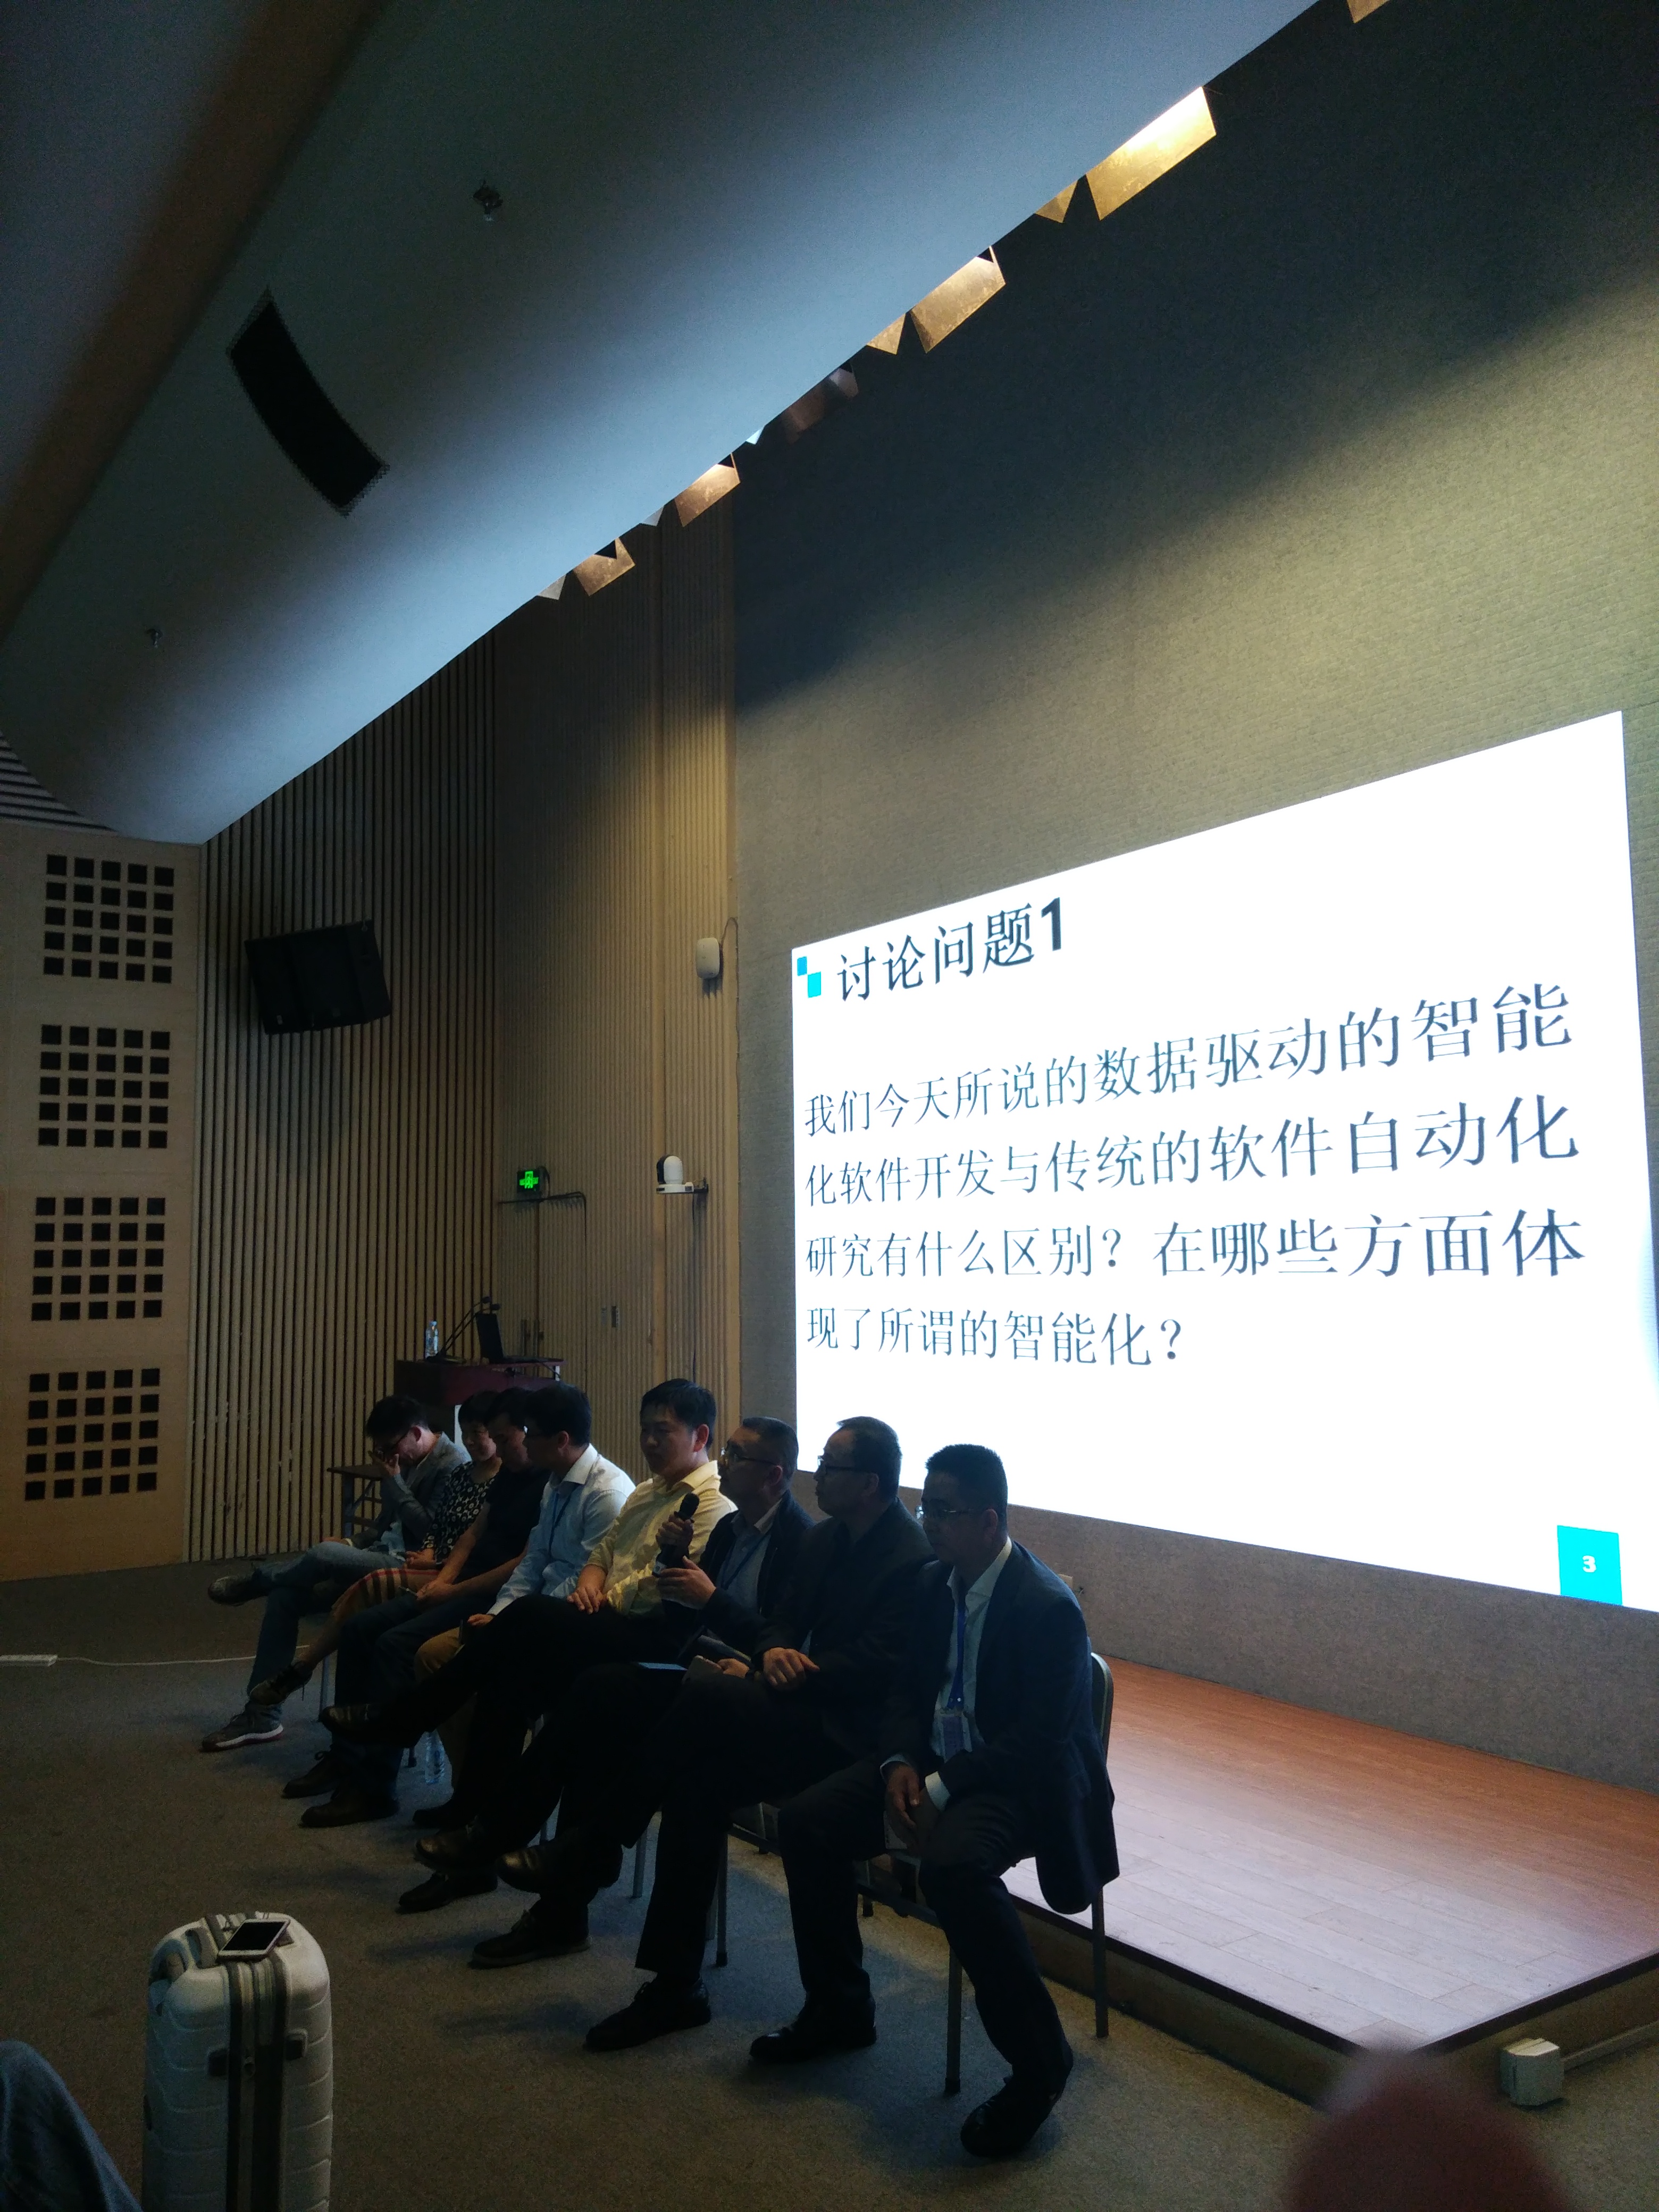 讨论问题1
我们今天所说的数据驱动的智能
化软件开发与传统的软件自动化
研究有什么区别？在哪些方面体
现了所谓的智能化？
3